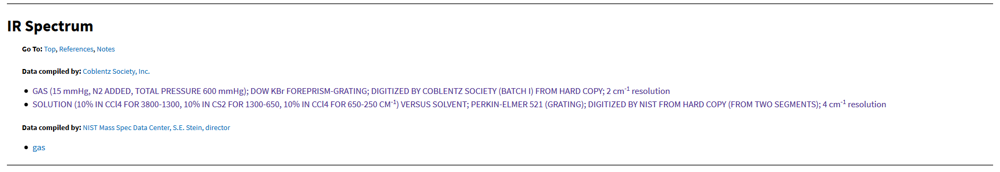 IR Spectrum
Go To: Top, References, Notes
Data compiled by: Coblentz Society, Inc.
• GAS (15 mmHg, N2 ADDED, TOTAL PRESSURE 600 mmHg); DOW KBr FOREPRISM-GRATING; DIGITIZED BY COBLENTZ SOCIETY (BATCH I) FROM HARD COPY; 2 cm⁻¹ resolution
• SOLUTION (10% IN CCl4 FOR 3800-1300, 10% IN CS2 FOR 1300-650, 10% IN CCl4 FOR 650-250 CM⁻¹) VERSUS SOLVENT; PERKIN-ELMER 521 (GRATING); DIGITIZED BY NIST FROM HARD COPY (FROM TWO SEGMENTS); 4 cm⁻¹ resolution
Data compiled by: NIST Mass Spec Data Center, S.E. Stein, director
• gas